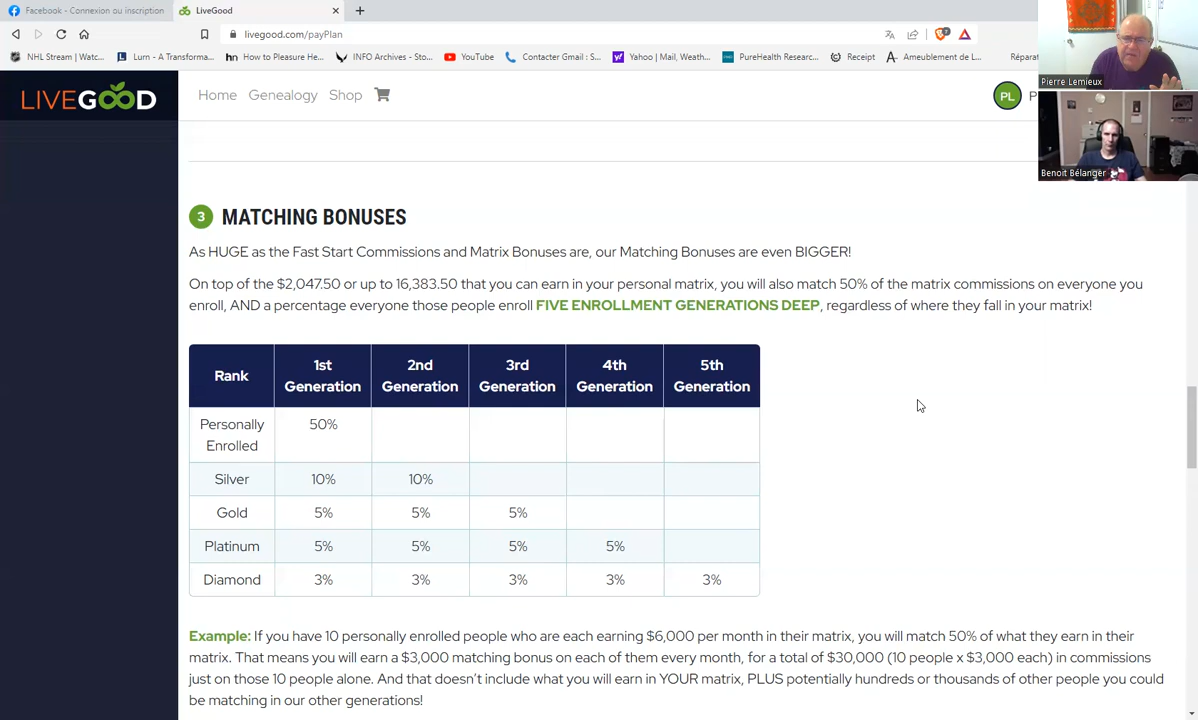 Facebook - Connexion ou inscription
LiveGood
livegood.com/payPlan
NHL Stream | Watc...
Lurn - A Transforma...
How to Pleasure He...
INFO Archives - Sto...
YouTube
Contacter Gmail : S...
Yahoo | Mail, Weath...
PureHealth Researc...
Receipt
Ameublement de L...
Répara
LIVEGOOD
Home Genealogy Shop
PL P
Pierre Lemieux
Benoit Bélanger
3 MATCHING BONUSES
As HUGE as the Fast Start Commissions and Matrix Bonuses are, our Matching Bonuses are even BIGGER!
On top of the $2,047.50 or up to 16,383.50 that you can earn in your personal matrix, you will also match 50% of the matrix commissions on everyone you
enroll, AND a percentage everyone those people enroll FIVE ENROLLMENT GENERATIONS DEEP, regardless of where they fall in your matrix!
Rank 1st Generation 2nd Generation 3rd Generation 4th Generation 5th Generation
Personally Enrolled 50%
Silver 10% 10%
Gold 5% 5% 5%
Platinum 5% 5% 5% 5%
Diamond 3% 3% 3% 3% 3%
Example: If you have 10 personally enrolled people who are each earning $6,000 per month in their matrix, you will match 50% of what they earn in their
matrix. That means you will earn a $3,000 matching bonus on each of them every month, for a total of $30,000 (10 people x $3,000 each) in commissions
just on those 10 people alone. And that doesn't include what you will earn in YOUR matrix, PLUS potentially hundreds or thousands of other people you could
be matching in our other generations!